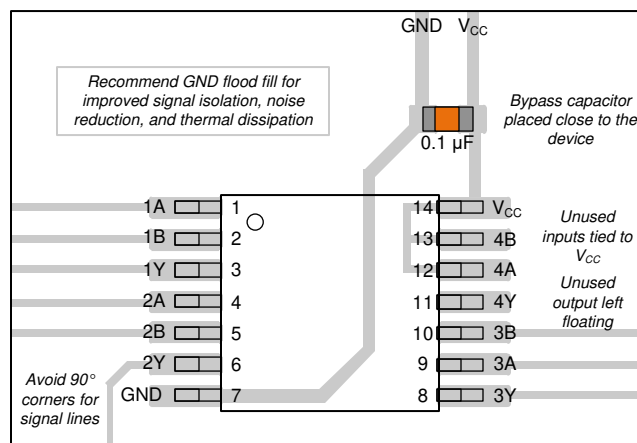 GND VCC
Recommend GND flood fill for
improved signal isolation, noise
reduction, and thermal dissipation
Bypass capacitor
placed close to the
device
0.1 µF
1A 1 14 VCC
1B 2 13 4B
1Y 3 12 4A
2A 4 11 4Y
2B 5 10 3B
2Y 6 9 3A
GND 7 8 3Y
Unused
inputs tied to
VCC
Unused
output left
floating
Avoid 90°
corners for
signal lines